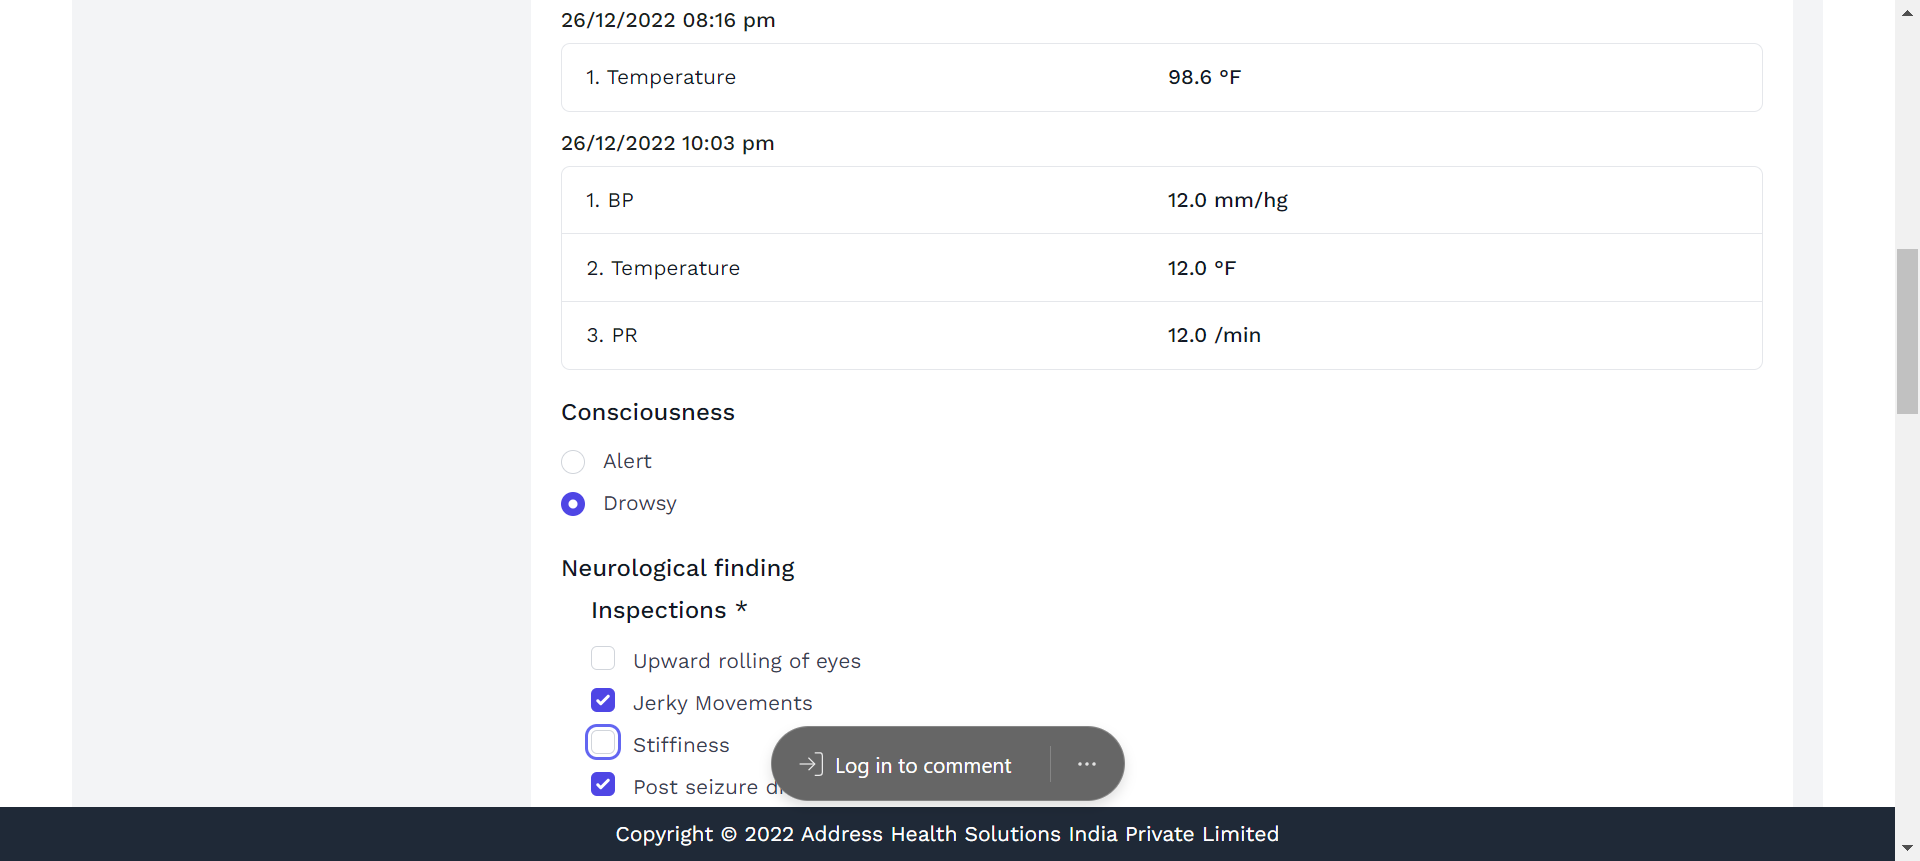 26/12/2022 08:16 pm
1. Temperature 98.6 °F
26/12/2022 10:03 pm
1. BP 12.0 mm/hg
2. Temperature 12.0 °F
3. PR 12.0 /min
Consciousness
Alert
Drowsy
Neurological finding
Inspections *
Upward rolling of eyes
Jerky Movements
Stiffiness
Post seizure
Log in to comment
Copyright © 2022 Address Health Solutions India Private Limited